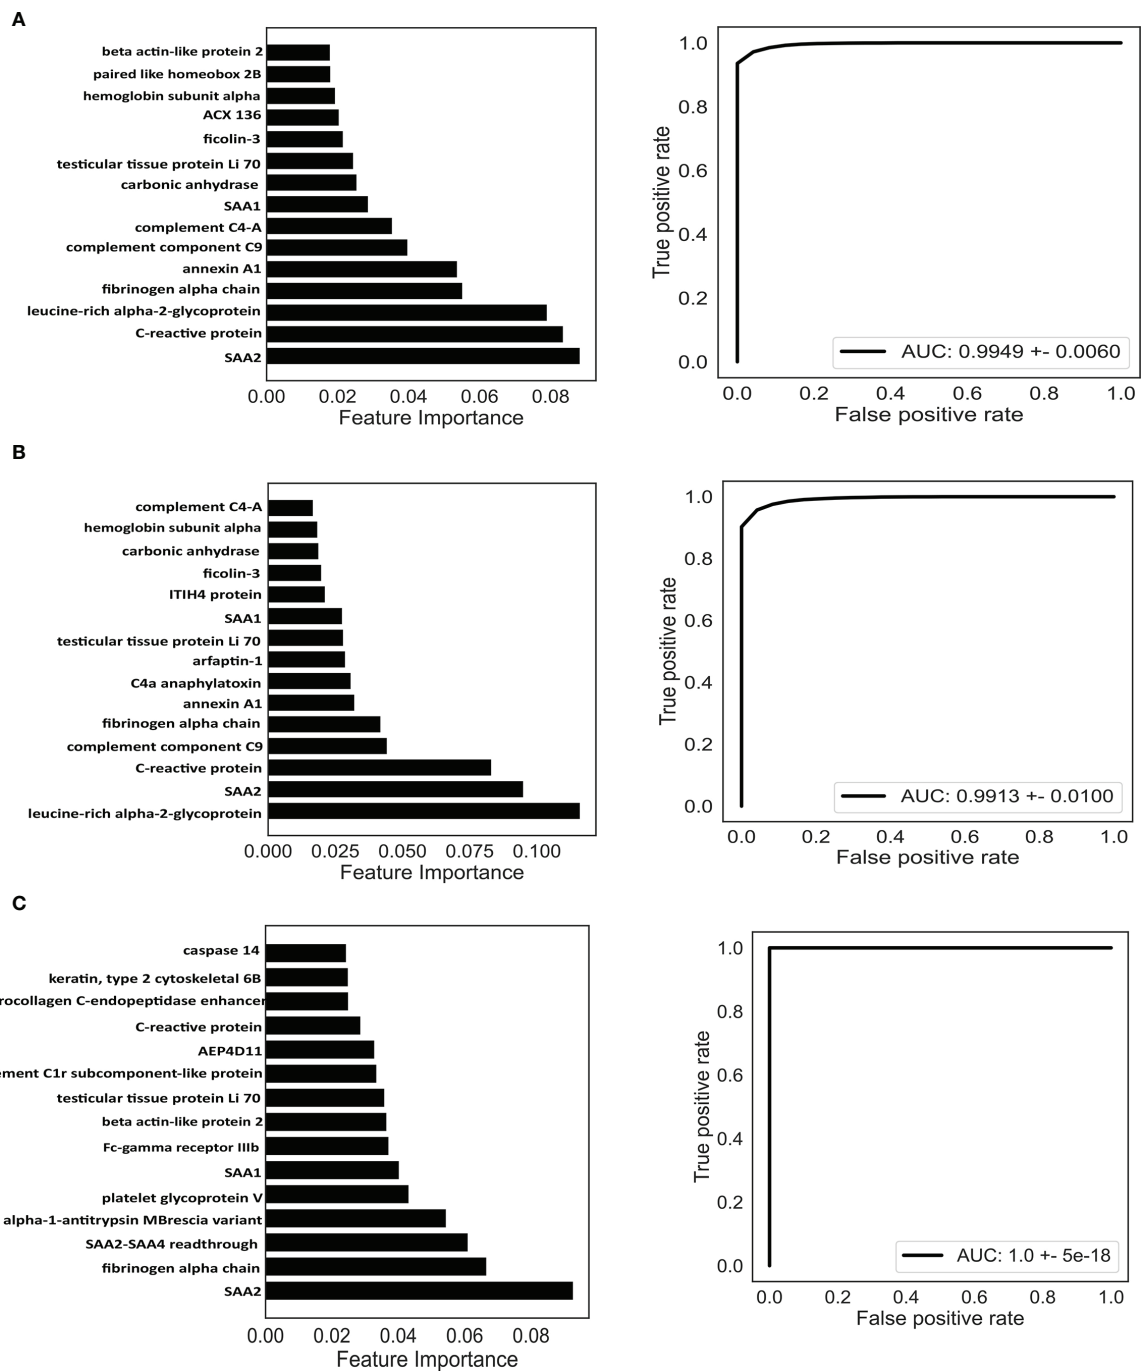 A
beta actin-like protein 2
paired like homeobox 2B
hemoglobin subunit alpha
ACX 136
ficolin-3
testicular tissue protein Li 70
carbonic anhydrase
SAA1
complement C4-A
complement component C9
annexin A1
fibrinogen alpha chain
leucine-rich alpha-2-glycoprotein
C-reactive protein
SAA2
0.00 0.02 0.04 0.06 0.08
Feature Importance
True positive rate
1.0
0.8
0.6
0.4
0.2
0.0
AUC: 0.9949 +- 0.0060
0.0 0.2 0.4 0.6 0.8 1.0
False positive rate
B
complement C4-A
hemoglobin subunit alpha
carbonic anhydrase
ficolin-3
ITIH4 protein
SAA1
testicular tissue protein Li 70
arfaptin-1
C4a anaphylatoxin
annexin A1
fibrinogen alpha chain
complement component C9
C-reactive protein
SAA2
leucine-rich alpha-2-glycoprotein
0.000 0.025 0.050 0.075 0.100
Feature Importance
True positive rate
1.0
0.8
0.6
0.4
0.2
0.0
AUC: 0.9913 +- 0.0100
0.0 0.2 0.4 0.6 0.8 1.0
False positive rate
C
caspase 14
keratin, type 2 cytoskeletal 6B
rocollagen C-endopeptidase enhancer
C-reactive protein
AEP4D11
ement C1r subcomponent-like protein
testicular tissue protein Li 70
beta actin-like protein 2
Fc-gamma receptor IIIb
SAA1
platelet glycoprotein V
alpha-1-antitrypsin MBrescia variant
SAA2-SAA4 readthrough
fibrinogen alpha chain
SAA2
0.00 0.02 0.04 0.06 0.08
Feature Importance
True positive rate
1.0
0.8
0.6
0.4
0.2
0.0
AUC: 1.0 +- 5e-18
0.0 0.2 0.4 0.6 0.8 1.0
False positive rate